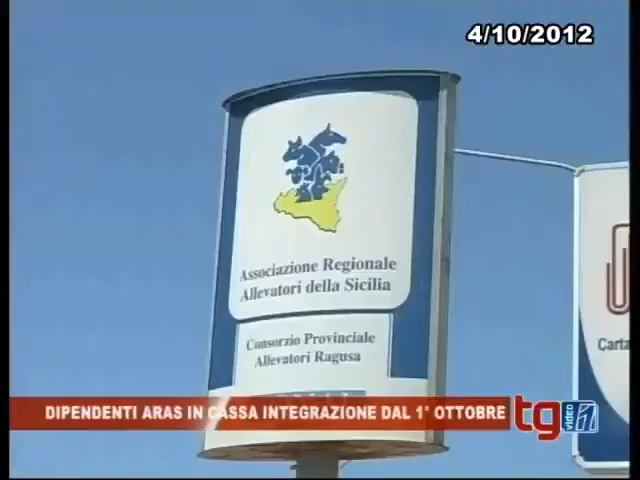 4/10/2012
Associazione Regionale
Allevatori della Sicilia
Consorzio Provinciale
Allevatori Ragusa
Carta
DIPENDENTI ARAS IN CASSA INTEGRAZIONE DAL 1° OTTOBRE
tg
VIDEO